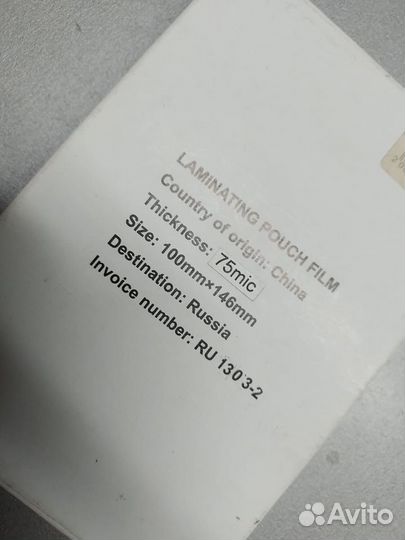 LAMINATING POUCH FILM
Country of origin: China
Thickness: 75mic
Size: 100mm×146mm
Destination: Russia
Invoice number: RU 1303-2
Avito